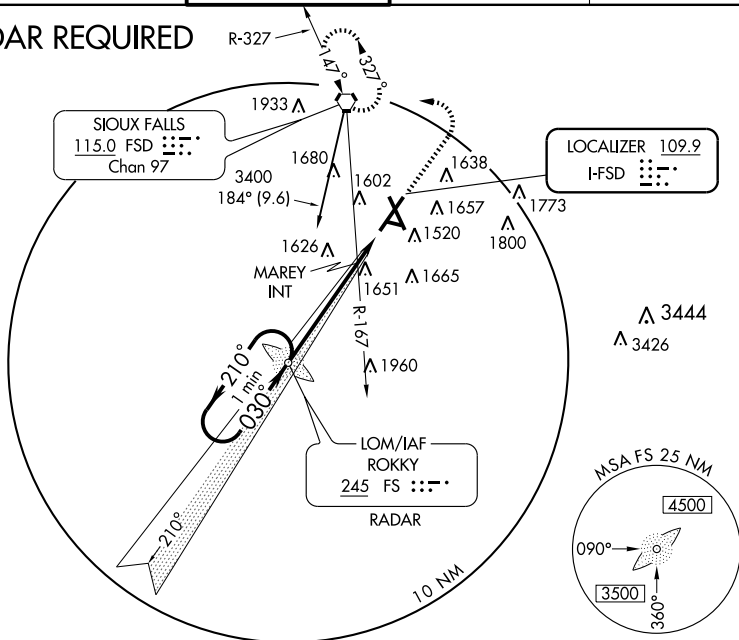 DAR REQUIRED
R-327
147°
327°
1933
SIOUX FALLS
115.0 FSD
Chan 97
LOCALIZER 109.9
I-FSD
1680
3400
184° (9.6)
1602
1638
1657
1773
1800
1520
1626
MAREY
INT
1651
1665
R-167
3444
3426
1960
210°
1 min
030°
LOM/IAF
ROKKY
245 FS
RADAR
210°
10 NM
MSA FS 25 NM
4500
090°
3500
360°